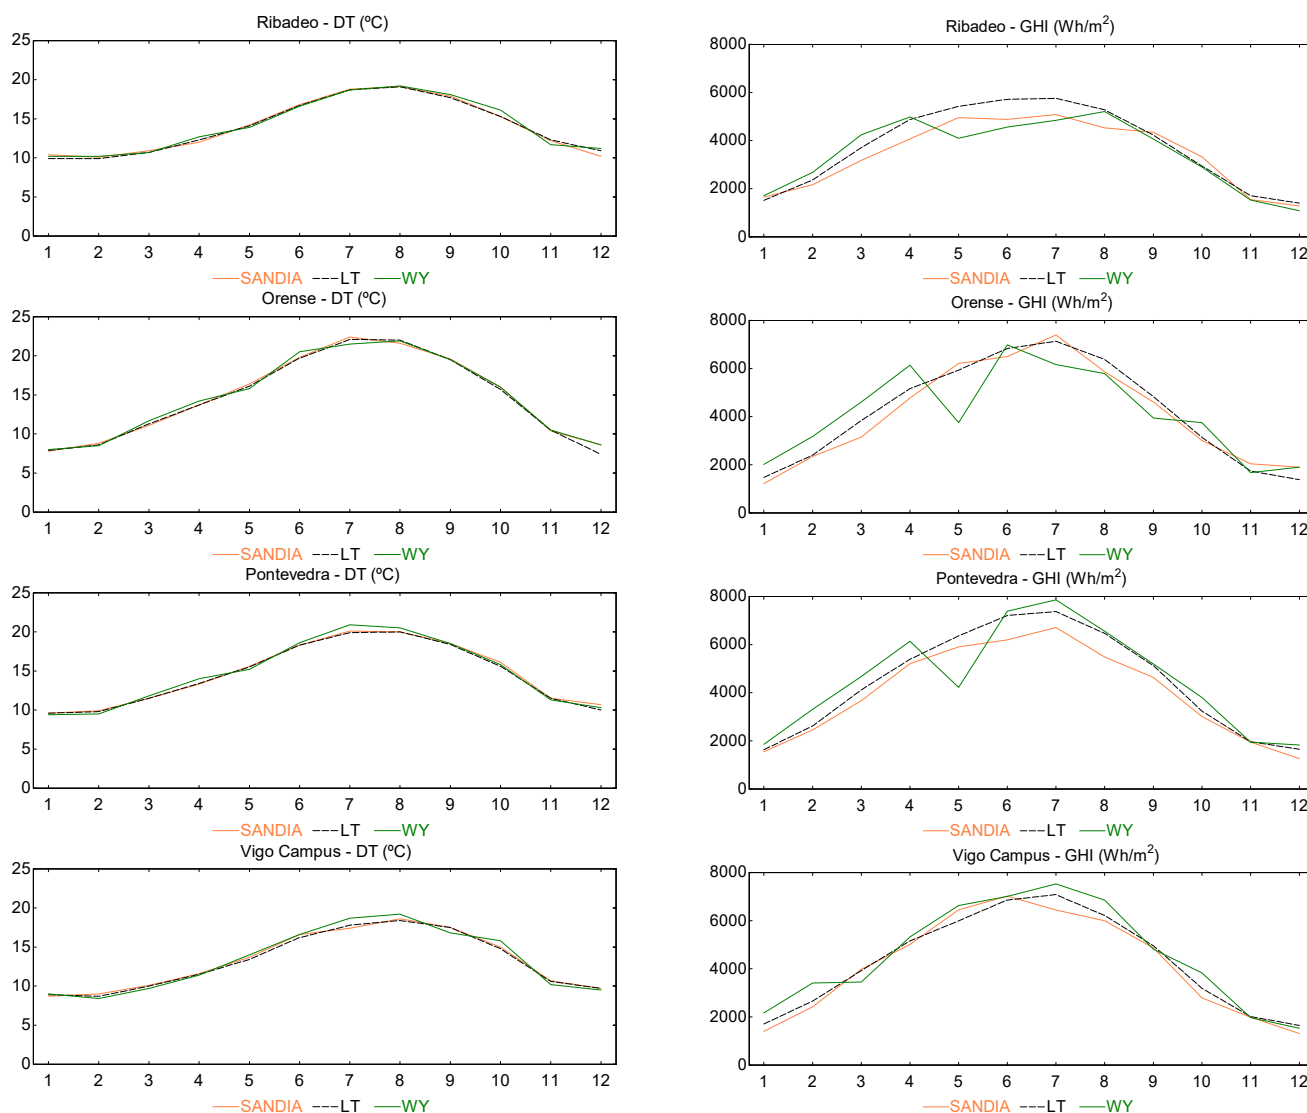 Ribadeo - DT (ºC)
25
20
15
10
5
0
1 2 3 4 5 6 7 8 9 10 11 12
SANDIA LT WY
Ribadeo - GHI (Wh/m²)
8000
6000
4000
2000
0
1 2 3 4 5 6 7 8 9 10 11 12
SANDIA LT WY
Orense - DT (ºC)
25
20
15
10
5
0
1 2 3 4 5 6 7 8 9 10 11 12
SANDIA LT WY
Orense - GHI (Wh/m²)
8000
6000
4000
2000
0
1 2 3 4 5 6 7 8 9 10 11 12
SANDIA LT WY
Pontevedra - DT (ºC)
25
20
15
10
5
0
1 2 3 4 5 6 7 8 9 10 11 12
SANDIA LT WY
Pontevedra - GHI (Wh/m²)
8000
6000
4000
2000
0
1 2 3 4 5 6 7 8 9 10 11 12
SANDIA LT WY
Vigo Campus - DT (ºC)
25
20
15
10
5
0
1 2 3 4 5 6 7 8 9 10 11 12
SANDIA LT WY
Vigo Campus - GHI (Wh/m²)
8000
6000
4000
2000
0
1 2 3 4 5 6 7 8 9 10 11 12
SANDIA LT WY